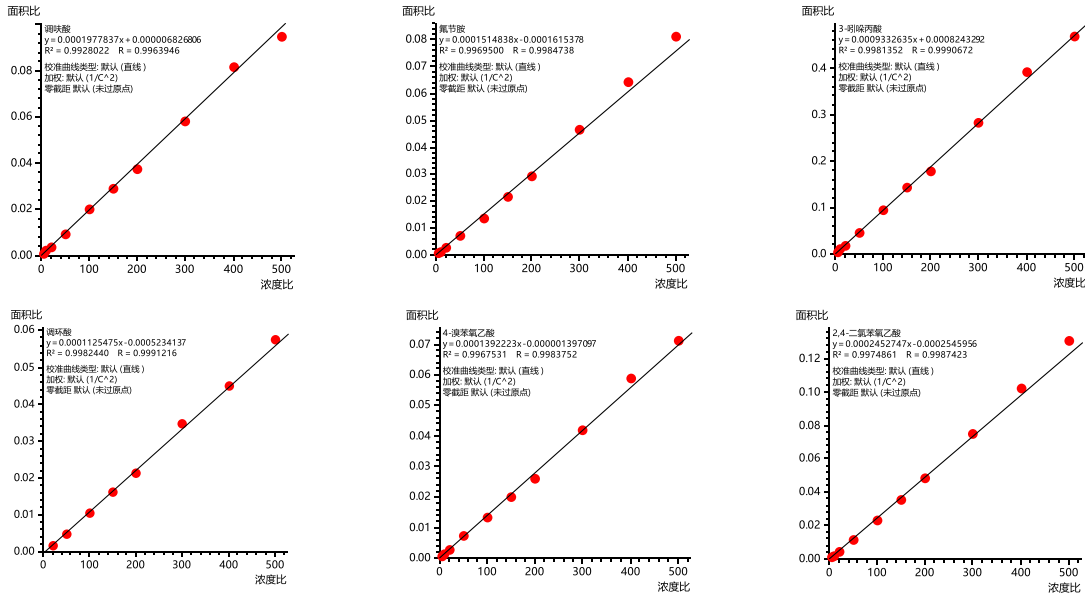 面积比
调呋酸
y=0.0001977837x+0.000006826806
R² = 0.9928022 R = 0.9963946
校准曲线类型: 默认 (直线 )
加权: 默认 (1/C^2)
零截距 默认 (未过原点)
0.08
0.06
0.04
0.02
0.00
0 100 200 300 400 500
浓度比
面积比
氟节胺
y=0.0001514838x-0.0001615378
R² = 0.9969500 R = 0.9984738
校准曲线类型: 默认 (直线 )
加权: 默认 (1/C^2)
零截距 默认 (未过原点)
0.08
0.07
0.06
0.05
0.04
0.03
0.02
0.01
0.00
0 100 200 300 400 500
浓度比
面积比
3-吲哚丙酸
y=0.0009332635x+0.0008243292
R² = 0.9981352 R = 0.9990672
校准曲线类型: 默认 (直线 )
加权: 默认 (1/C^2)
零截距 默认 (未过原点)
0.4
0.3
0.2
0.1
0.0
0 100 200 300 400 500
浓度比
面积比
调环酸
y=0.0001125475x-0.0005234137
R² = 0.9982440 R = 0.9991216
校准曲线类型: 默认 (直线 )
加权: 默认 (1/C^2)
零截距 默认 (未过原点)
0.06
0.05
0.04
0.03
0.02
0.01
0.00
0 100 200 300 400 500
浓度比
面积比
4-溴苯氧乙酸
y=0.0001392223x-0.000001397097
R² = 0.9967531 R = 0.9983752
校准曲线类型: 默认 (直线 )
加权: 默认 (1/C^2)
零截距 默认 (未过原点)
0.07
0.06
0.05
0.04
0.03
0.02
0.01
0.00
0 100 200 300 400 500
浓度比
面积比
2,4-二氯苯氧乙酸
y=0.0002452747x-0.0002545956
R² = 0.9974861 R = 0.9987423
校准曲线类型: 默认 (直线 )
加权: 默认 (1/C^2)
零截距 默认 (未过原点)
0.12
0.10
0.08
0.06
0.04
0.02
0.00
0 100 200 300 400 500
浓度比